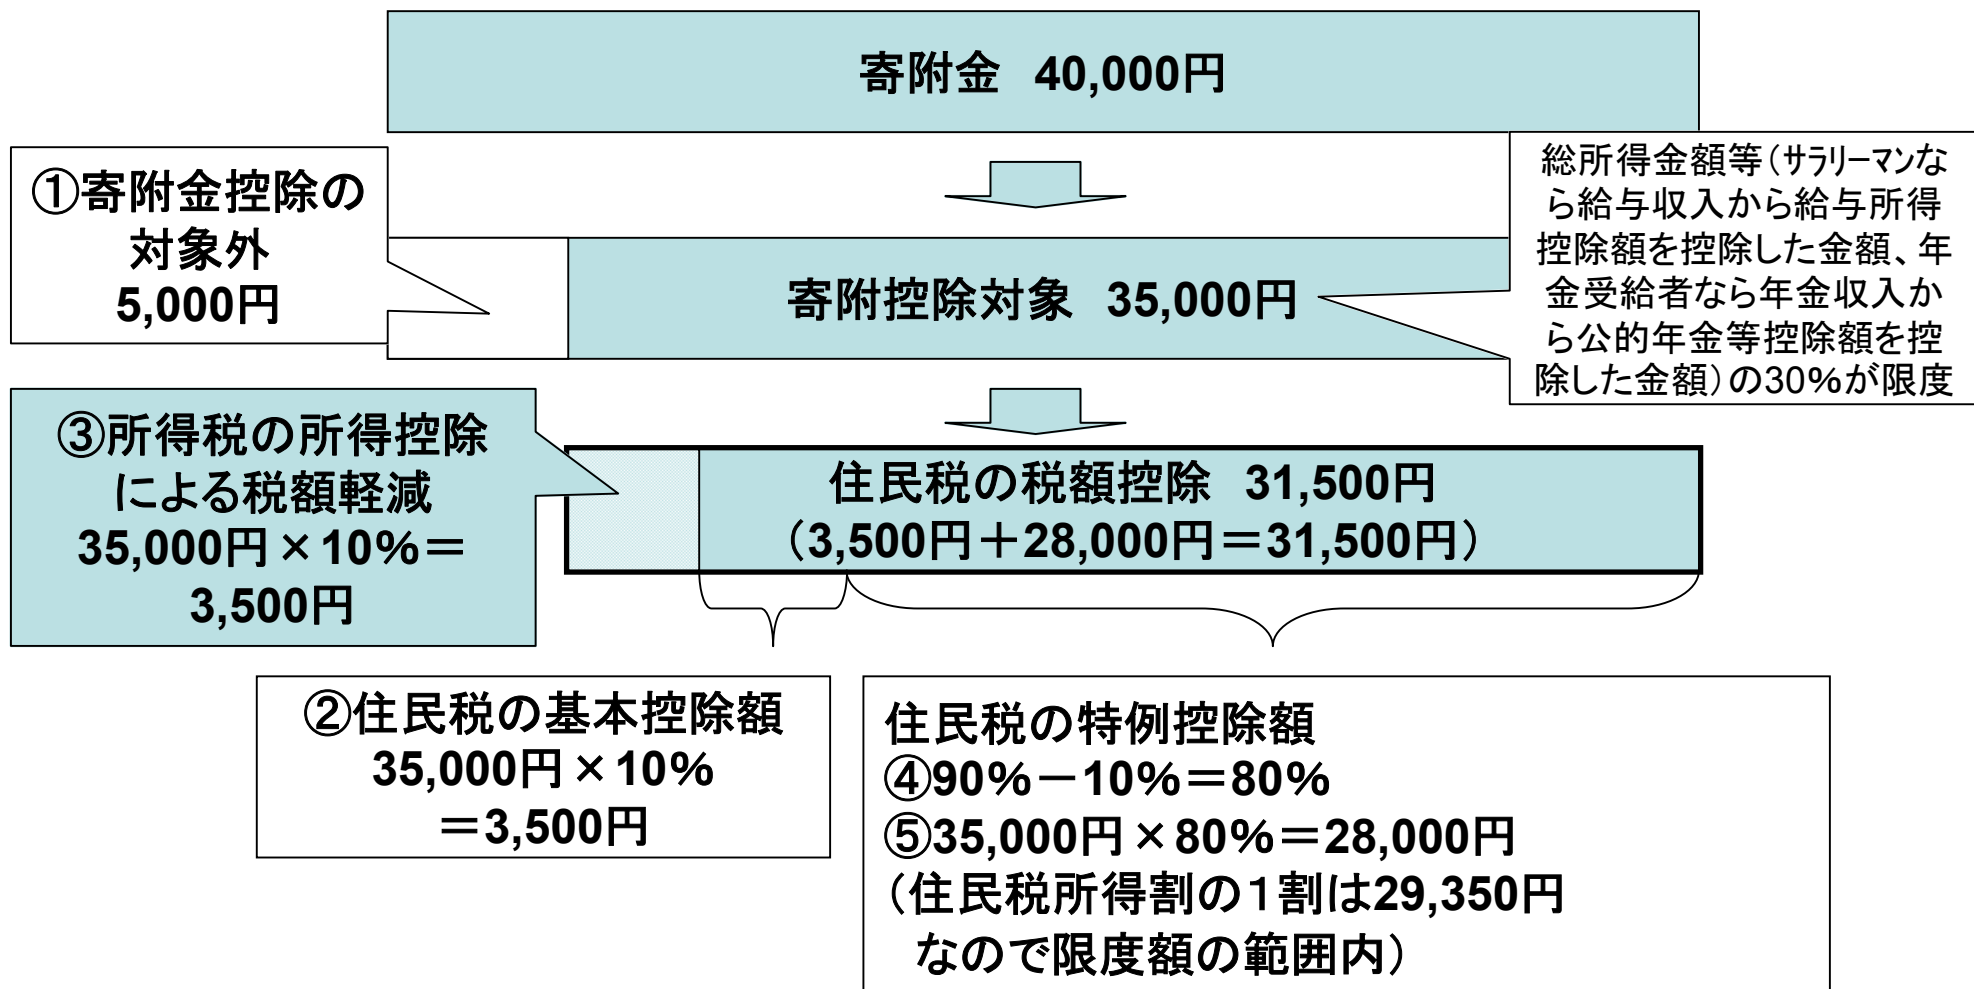 寄附金 40,000円
①寄附金控除の
対象外
5,000円
総所得金額等(サラリーマンな
ら給与収入から給与所得
控除額を控除した金額、年
金受給者なら年金収入か
ら公的年金等控除額を控
除した金額)の30%が限度
寄附控除対象 35,000円
③所得税の所得控除
による税額軽減
35,000円×10%=
3,500円
住民税の税額控除 31,500円
(3,500円+28,000円=31,500円)
②住民税の基本控除額
35,000円×10%
=3,500円
住民税の特例控除額
④90%-10%=80%
⑤35,000円×80%=28,000円
(住民税所得割の1割は29,350円
なので限度額の範囲内)